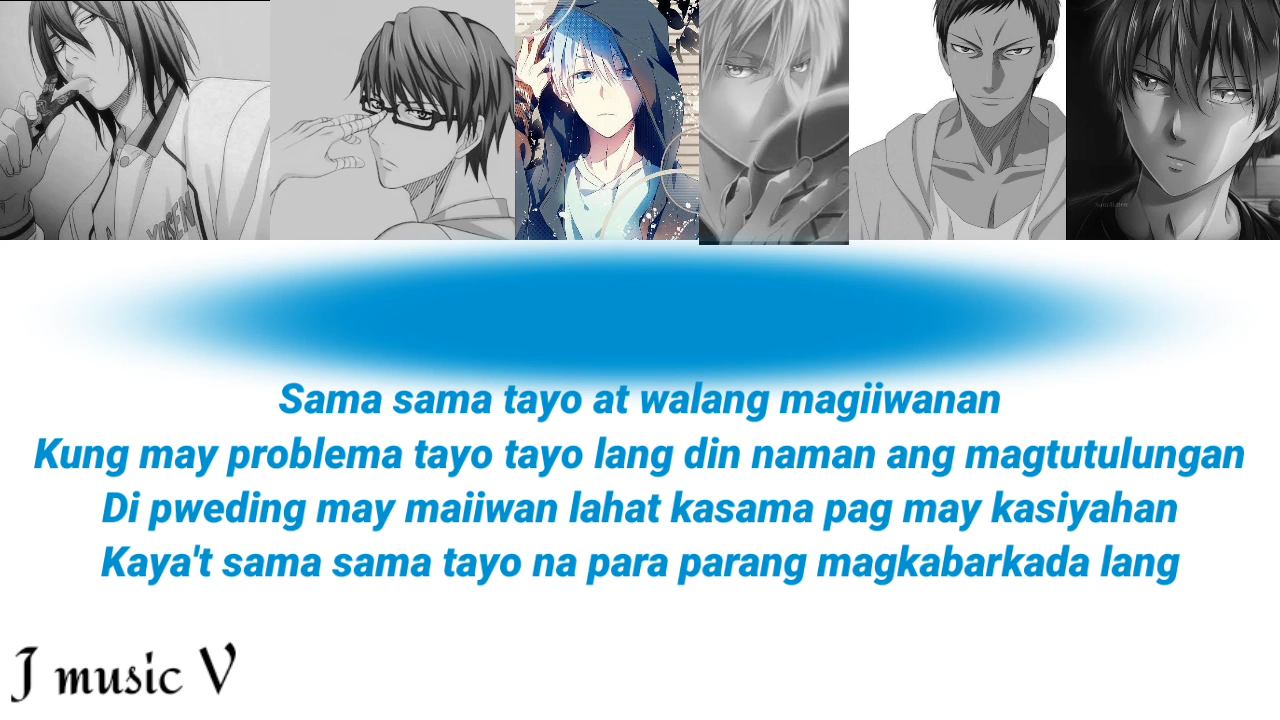 YOSEN
Sama sama tayo at walang magiiwanan
Kung may problema tayo tayo lang din naman ang magtutulungan
Di pweding may maiiwan lahat kasama pag may kasiyahan
Kaya't sama sama tayo na para parang magkabarkada lang
J music V